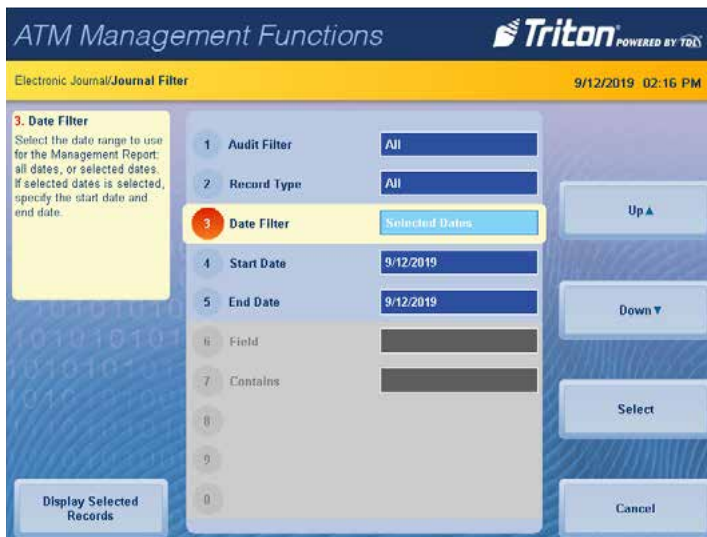 ATM Management Functions
Triton POWERED BY TDX
Electronic Journal/Journal Filter
9/12/2019 02:16 PM
3. Date Filter
Select the date range to use
for the Management Report:
all dates, or selected dates.
If selected dates is selected,
specify the start date and
end date.
1 Audit Filter All
2 Record Type All
3 Date Filter Selected Dates
4 Start Date 9/12/2019
5 End Date 9/12/2019
6 Field
7 Contains
8
9
0
Up▲
Down▼
Select
Cancel
Display Selected
Records